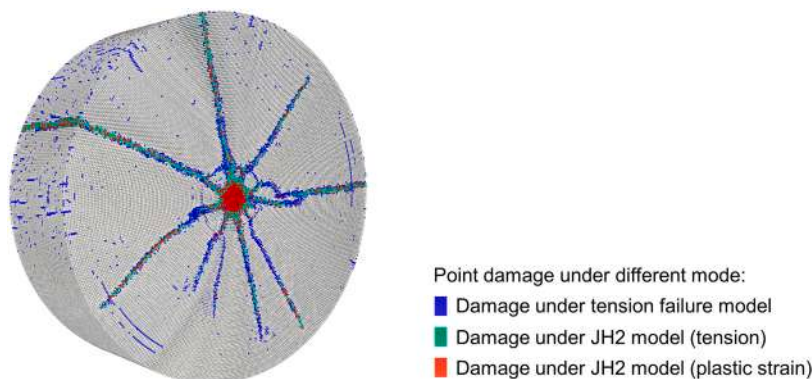 Point damage under different mode:
Damage under tension failure model
Damage under JH2 model (tension)
Damage under JH2 model (plastic strain)